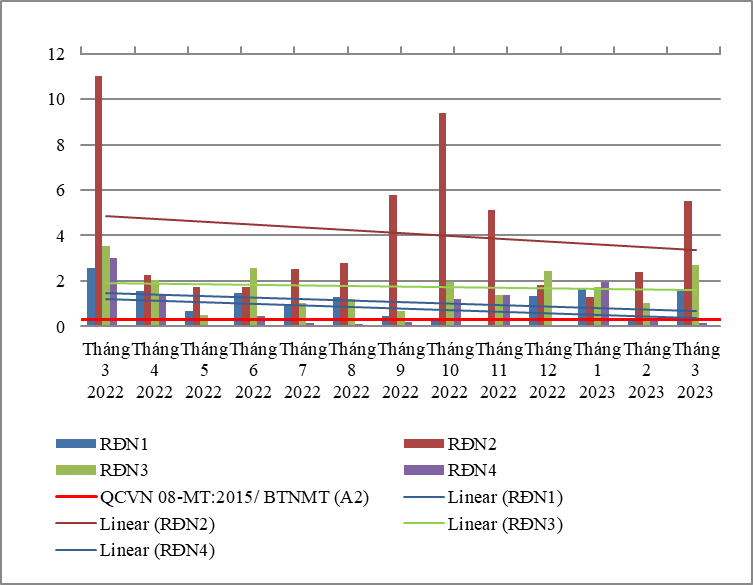 12
10
8
6
4
2
0
Tháng Tháng Tháng Tháng Tháng Tháng Tháng Tháng Tháng Tháng Tháng Tháng Tháng
3 4 5 6 7 8 9 10 11 12 1 2 3
2022 2022 2022 2022 2022 2022 2022 2022 2022 2022 2023 2023 2023
RĐN1 RĐN2
RĐN3 RĐN4
QCVN 08-MT:2015/ BTNMT (A2) Linear (RĐN1)
Linear (RĐN2) Linear (RĐN3)
Linear (RĐN4)